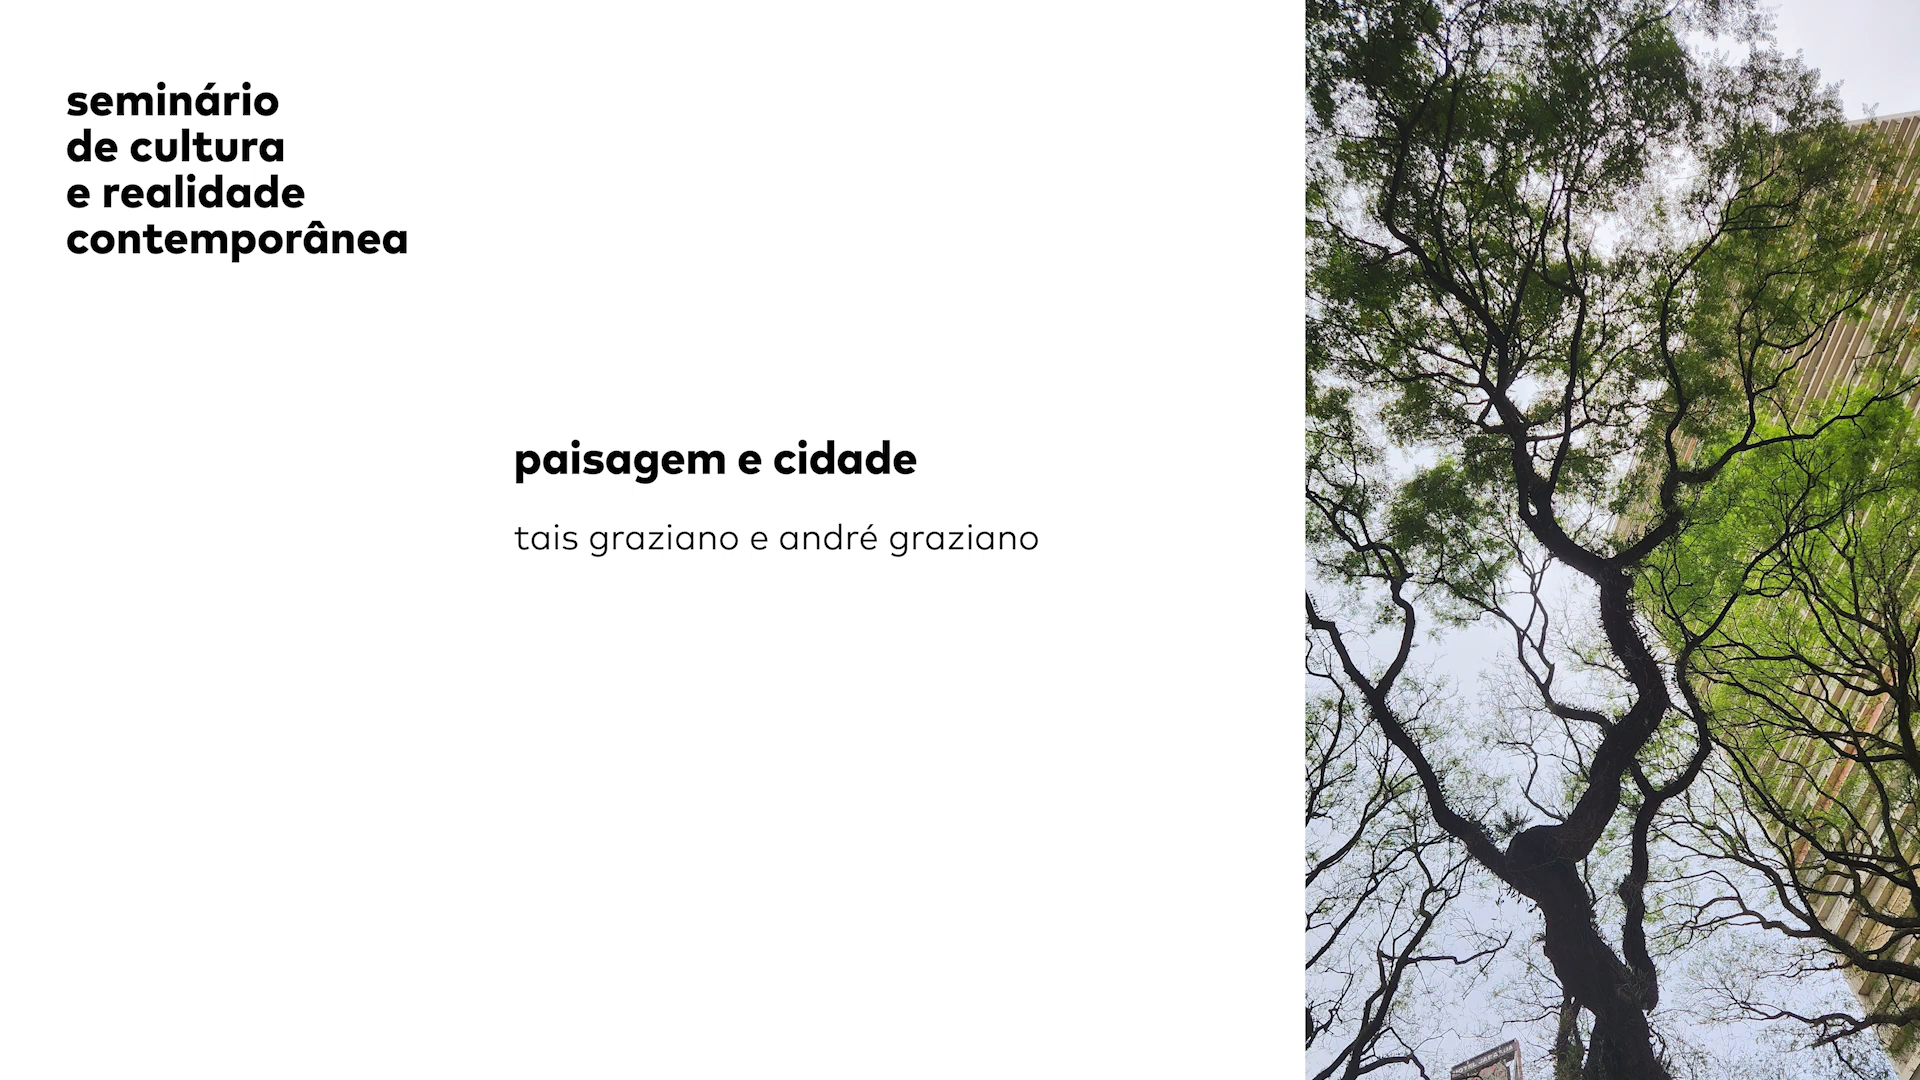 seminário
de cultura
e realidade
contemporânea
paisagem e cidade
tais graziano e andré graziano